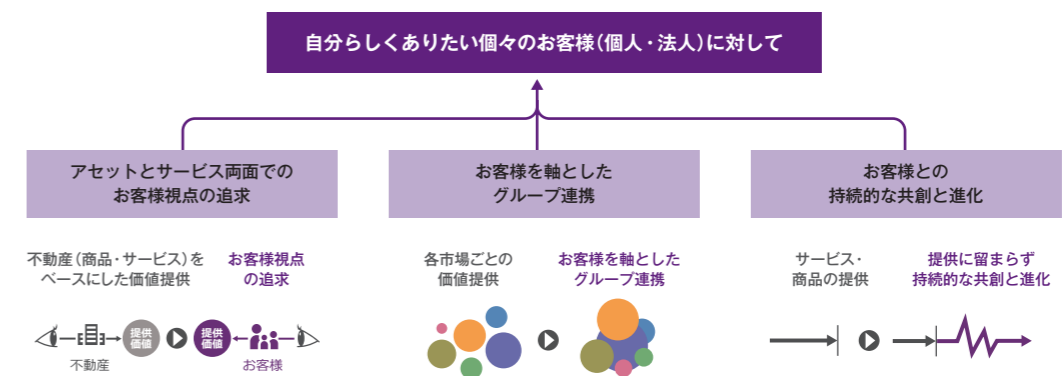 自分らしくありたい個々のお客様(個人・法人)に対して
アセットとサービス両面での
お客様視点の追求
お客様を軸とした
グループ連携
お客様との
持続的な共創と進化
不動産(商品・サービス)を
ベースにした価値提供
お客様視点
の追求
各市場ごとの
価値提供
お客様を軸とした
グループ連携
サービス・
商品の提供
提供に留まらず
持続的な共創と進化
提供
価値
提供
価値
不動産
お客様